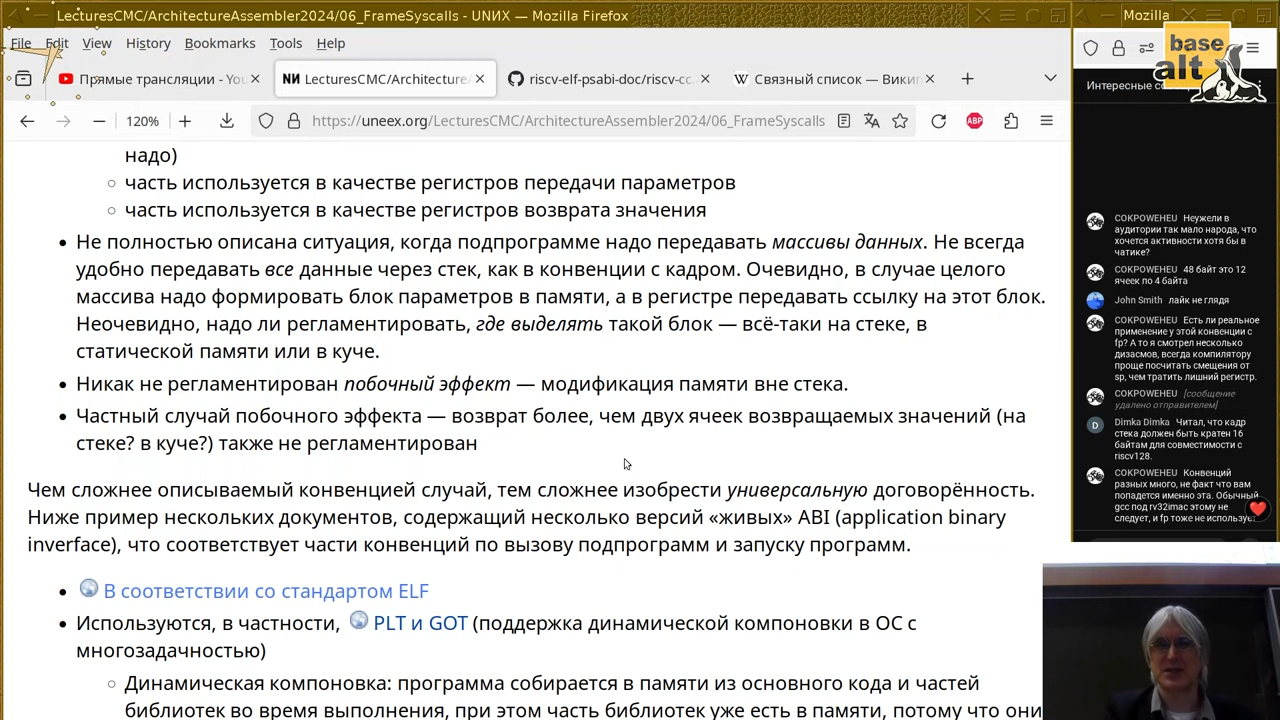 LecturesCMC/ArchitectureAssembler2024/06_FrameSyscalls - UNИX — Mozilla Firefox
Mozilla
File Edit View History Bookmarks Tools Help
Прямые трансляции - You
LecturesCMC/Architecture
riscv-elf-psabi-doc/riscv-cc.
Связный список — Вики
120%
https://uneex.org/LecturesCMC/ArchitectureAssembler2024/06_FrameSyscalls
ABP
base
alt
надо)
часть используется в качестве регистров передачи параметров
часть используется в качестве регистров возврата значения
Не полностью описана ситуация, когда подпрограмме надо передавать массивы данных. Не всегда
удобно передавать все данные через стек, как в конвенции с кадром. Очевидно, в случае целого
массива надо формировать блок параметров в памяти, а в регистре передавать ссылку на этот блок.
Неочевидно, надо ли регламентировать, где выделять такой блок — всё-таки на стеке, в
статической памяти или в куче.
Никак не регламентирован побочный эффект — модификация памяти вне стека.
Частный случай побочного эффекта — возврат более, чем двух ячеек возвращаемых значений (на
стеке? в куче?) также не регламентирован
Чем сложнее описываемый конвенцией случай, тем сложнее изобрести универсальную договорённость.
Ниже пример нескольких документов, содержащий несколько версий «живых» ABI (application binary
inverface), что соответствует части конвенций по вызову подпрограмм и запуску программ.
В соответствии со стандартом ELF
Используются, в частности, PLT и GOT (поддержка динамической компоновки в ОС с
многозадачностью)
Динамическая компоновка: программа собирается в памяти из основного кода и частей
библиотек во время выполнения, при этом часть библиотек уже есть в памяти, потому что они
Интересные
COKPOWEHEU Неужели в
аудитории так мало народа, что
хочется активности хотя бы в
чатике?
COKPOWEHEU 48 байт это 12
ячеек по 4 байта
John Smith лайк не глядя
COKPOWEHEU Есть ли реальное
применение у этой конвенции с
fp? А то я смотрел несколько
дизасмов, всегда компилятору
проще посчитать смещения от
sp, чем тратить лишний регистр.
COKPOWEHEU [сообщение
удалено отправителем]
D
Dimka Dimka Читал, что кадр
стека должен быть кратен 16
байтам для совместимости с
riscv128.
COKPOWEHEU Конвенций
разных много, не факт что вам
попадется именно эта. Обычный
gcc под rv32imac этому не
следует, и fp тоже не использует